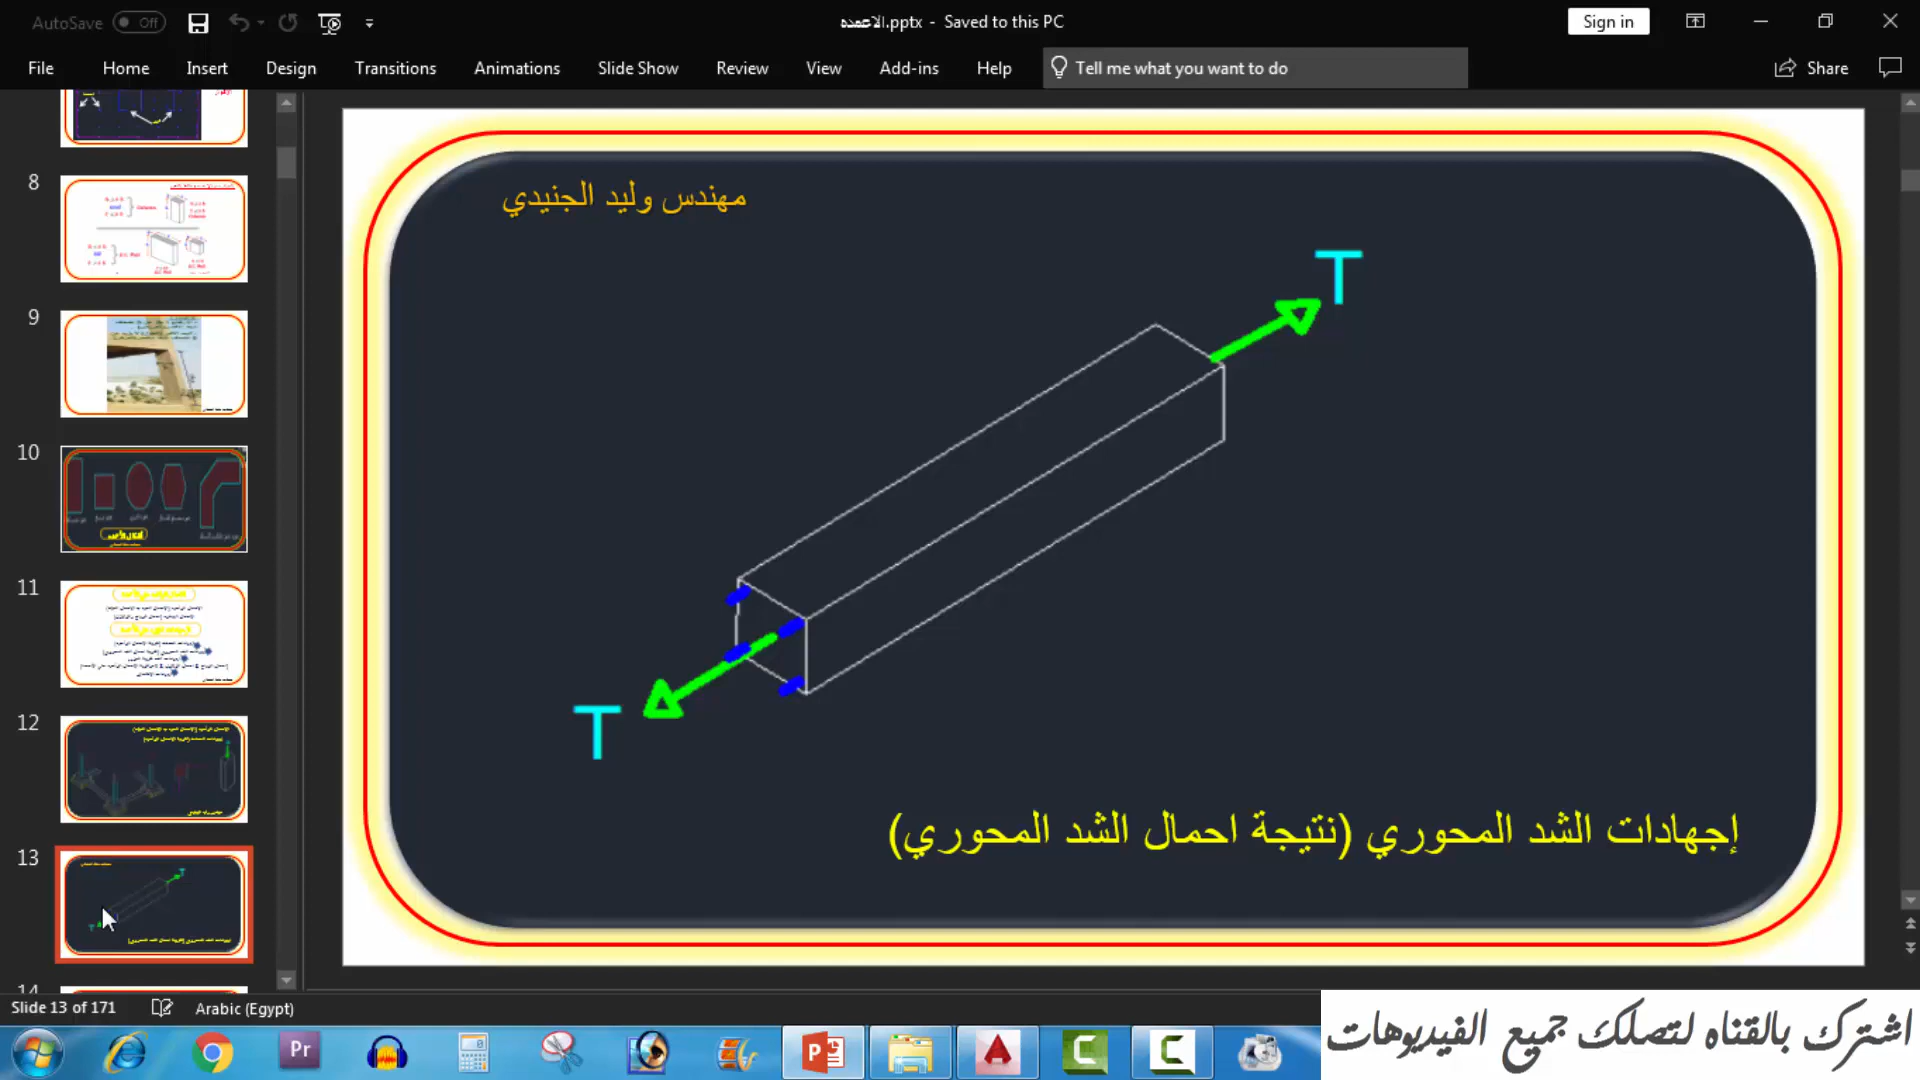 AutoSave Off
الاعمده.pptx - Saved to this PC
Sign in
File Home Insert Design Transitions Animations Slide Show Review View Add-ins Help Tell me what you want to do Share
8
9
10
11
12
13
14
مهندس وليد الجنيدي
T
T
إجهادات الشد المحوري (نتيجة احمال الشد المحوري)
Slide 13 of 171 Arabic (Egypt)
Pr
اشترك بالقناه لتصلك جميع الفيديوهات